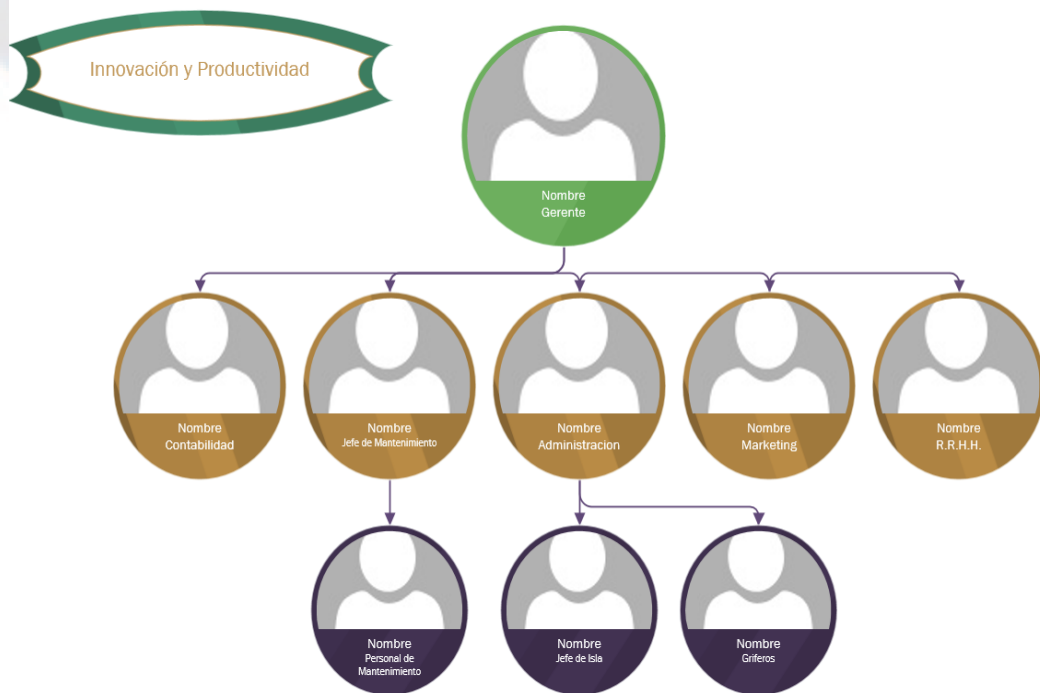 Innovación y Productividad
Nombre
Gerente
Nombre
Contabilidad
Nombre
Jefe de Mantenimiento
Nombre
Administracion
Nombre
Marketing
Nombre
R.R.H.H.
Nombre
Personal de
Mantenimiento
Nombre
Jefe de Isla
Nombre
Griferos